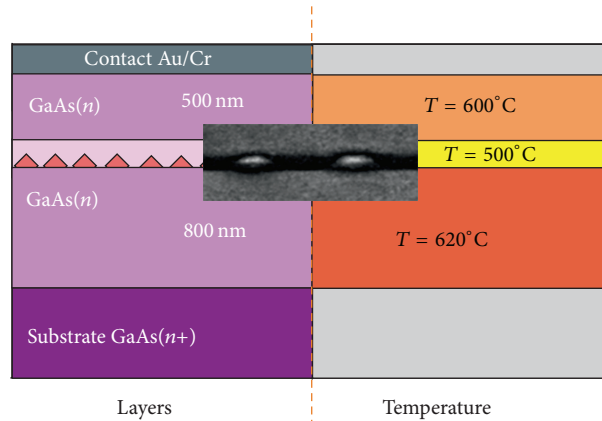 Contact Au/Cr
GaAs(n) 500 nm
T = 600°C
T = 500°C
GaAs(n)
800 nm
T = 620°C
Substrate GaAs(n+)
Layers Temperature